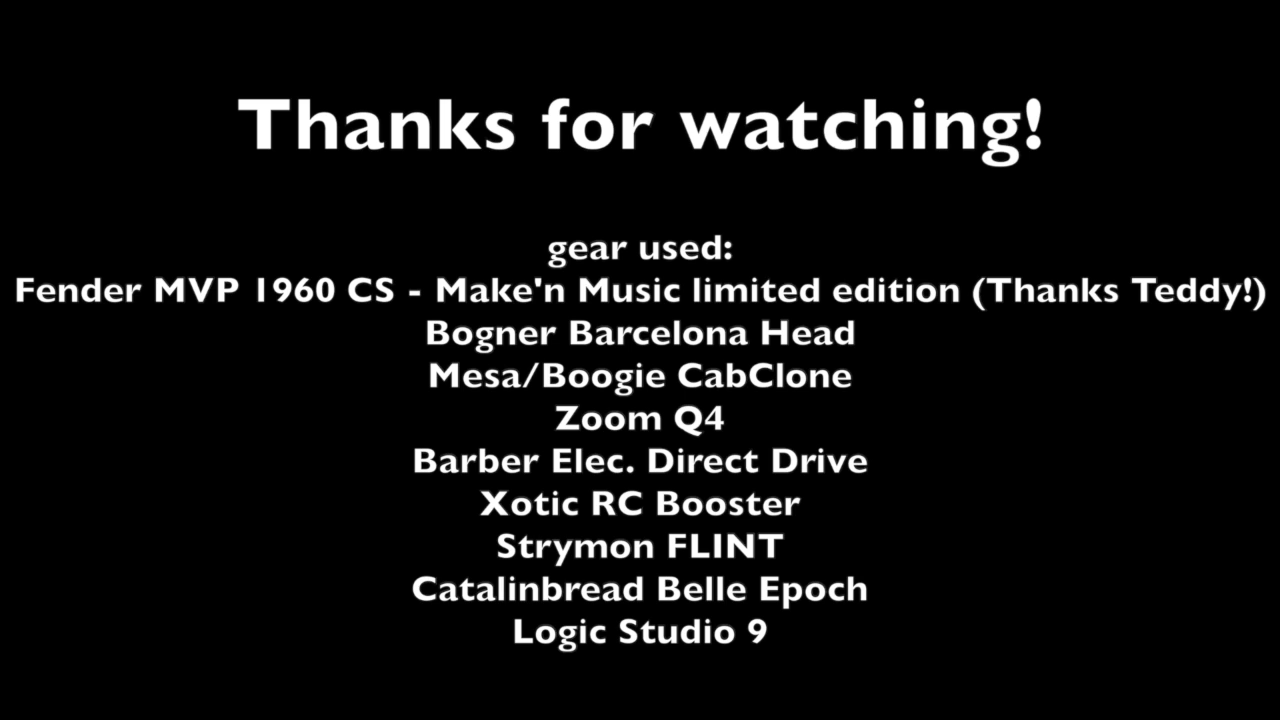 Thanks for watching!
gear used:
Fender MVP 1960 CS - Make'n Music limited edition (Thanks Teddy!)
Bogner Barcelona Head
Mesa/Boogie CabClone
Zoom Q4
Barber Elec. Direct Drive
Xotic RC Booster
Strymon FLINT
Catalinbread Belle Epoch
Logic Studio 9